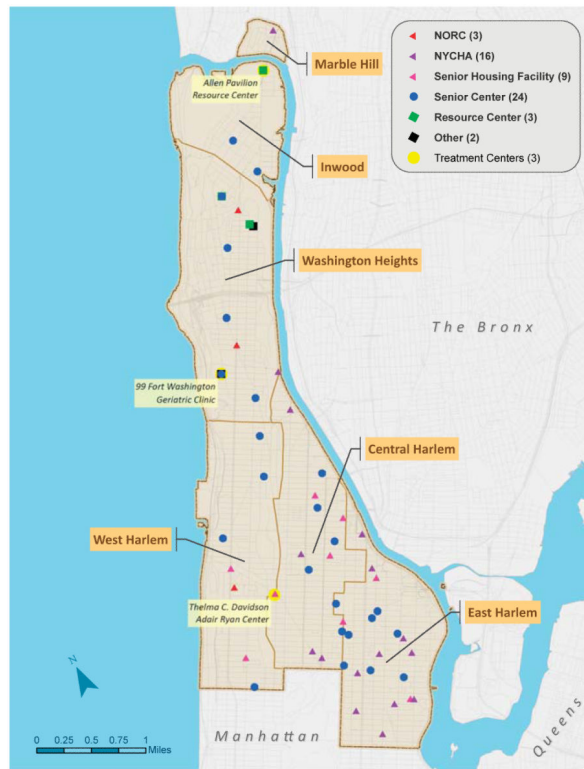 NORC (3)
NYCHA (16)
Senior Housing Facility (9)
Senior Center (24)
Resource Center (3)
Other (2)
Treatment Centers (3)
Marble Hill
Allen Pavilion
Resource Center
Inwood
Washington Heights
The Bronx
99 Fort Washington
Geriatric Clinic
Central Harlem
West Harlem
Thelma C. Davidson
Adair Ryan Center
East Harlem
N
Queens
Manhattan
0 0.25 0.5 0.75 1
Miles